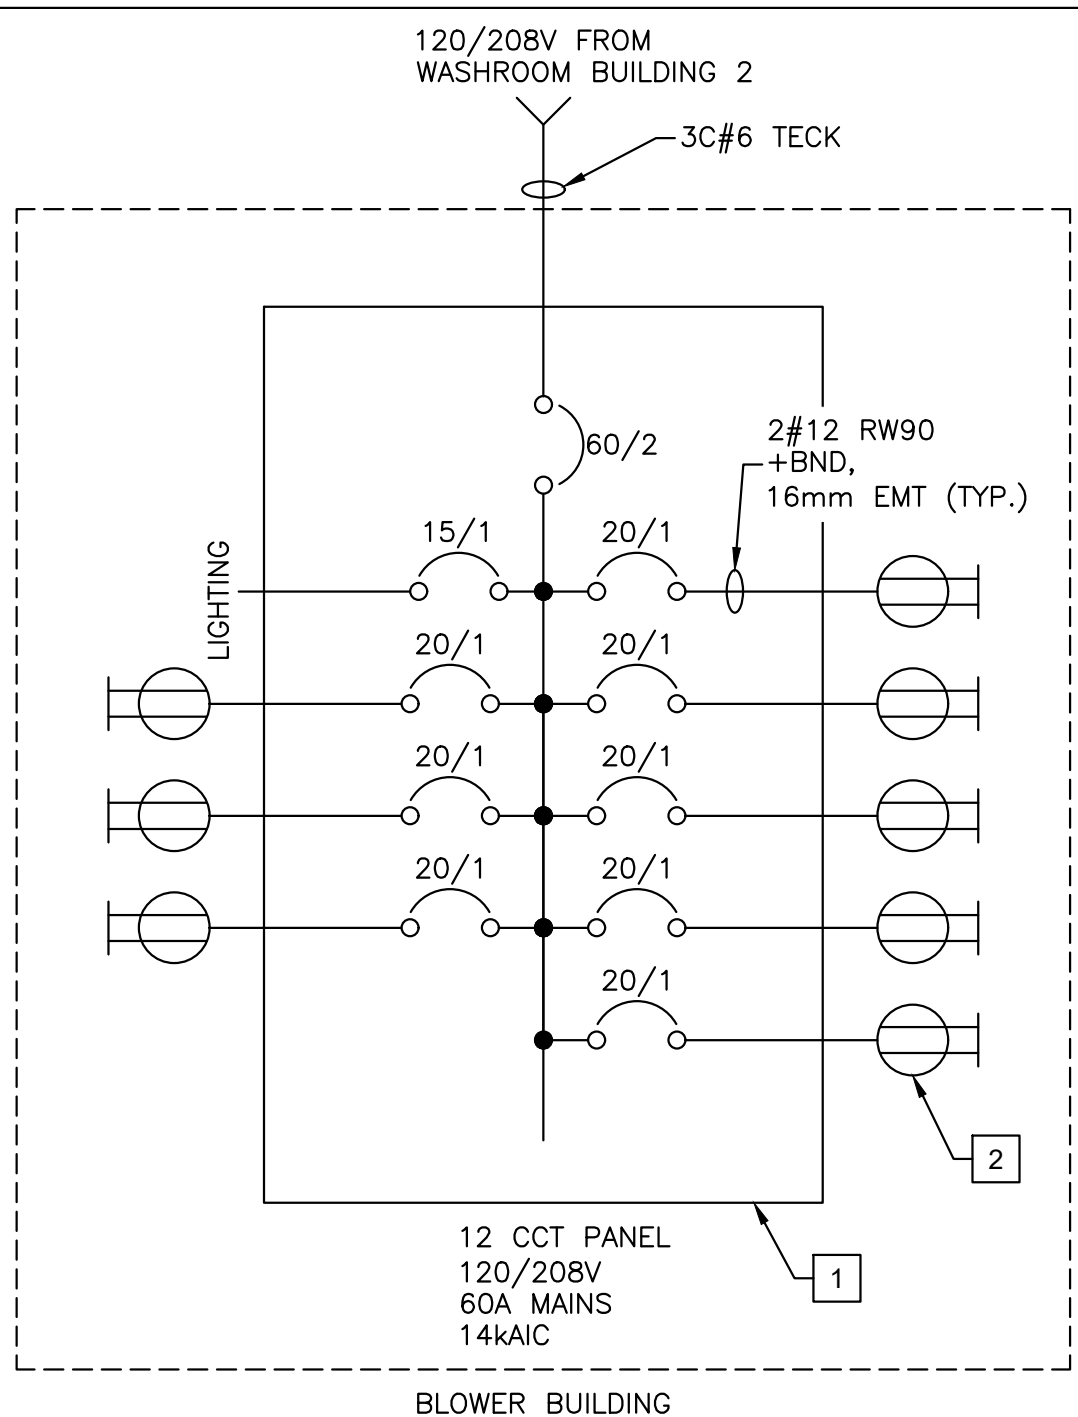 120/208V FROM
WASHROOM BUILDING 2
3C#6 TECK
60/2
2#12 RW90
+BND,
16mm EMT (TYP.)
15/1
20/1
LIGHTING
20/1
20/1
20/1
20/1
20/1
20/1
20/1
2
12 CCT PANEL
120/208V
60A MAINS
14kAIC
1
BLOWER BUILDING